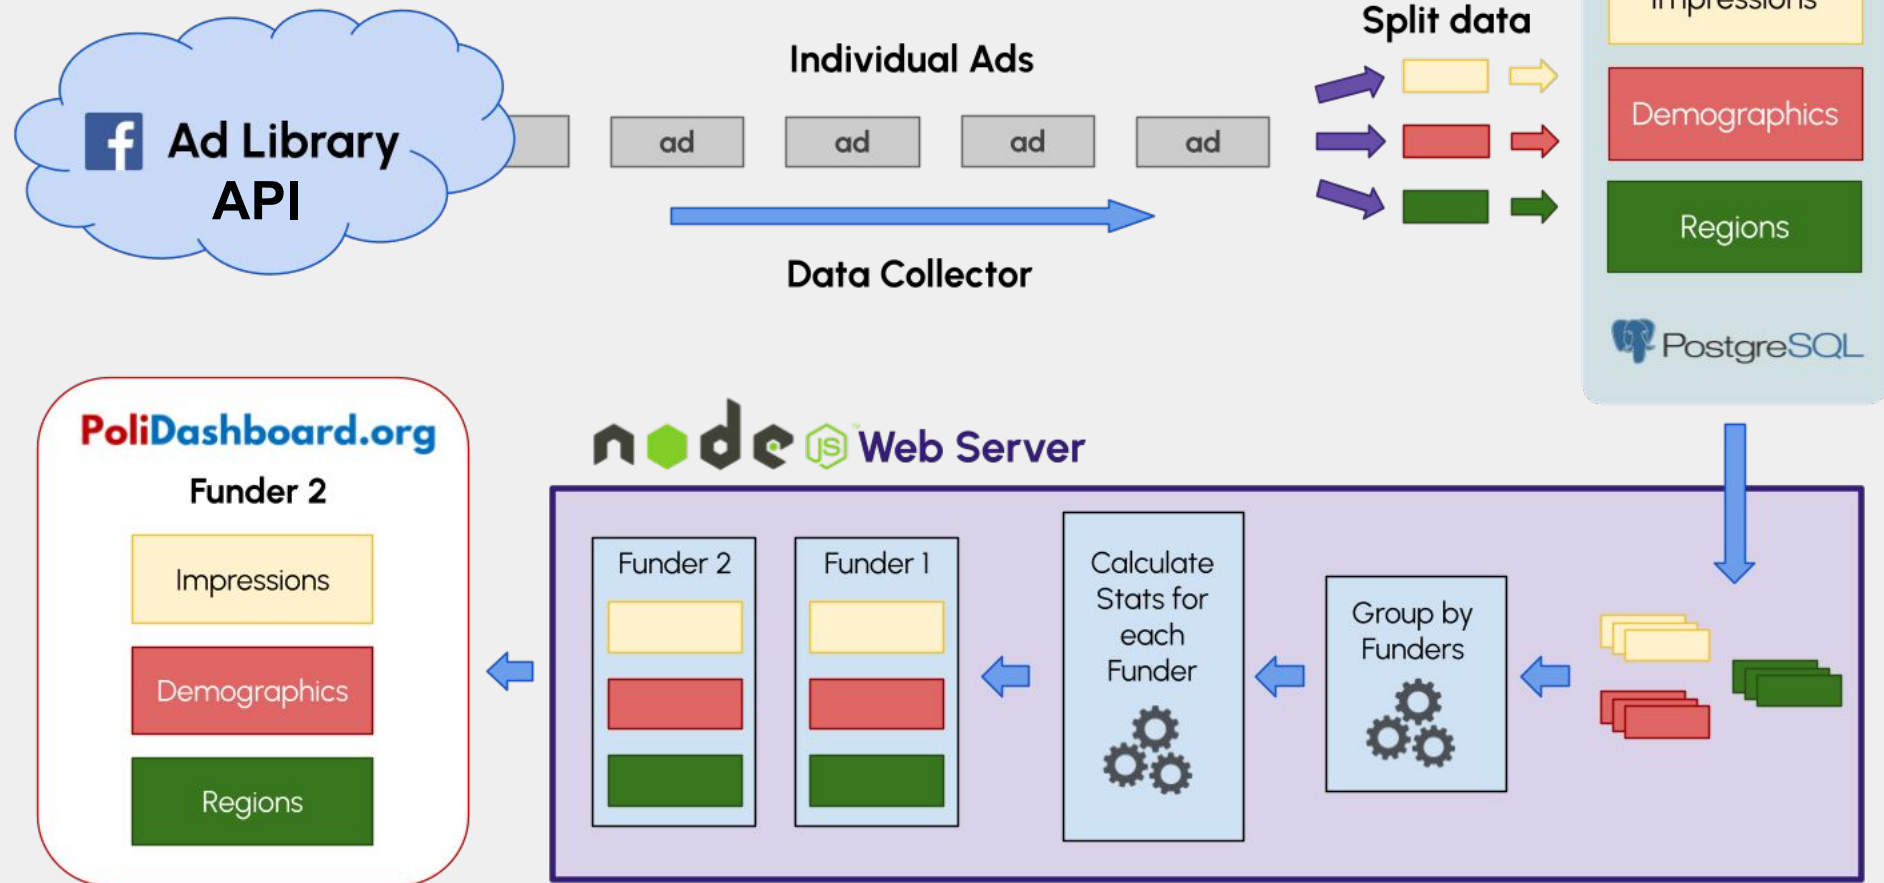 Split data
Impressions
Individual Ads
f Ad Library
API
ad
ad
ad
ad
Demographics
Regions
Data Collector
PostgreSQL
PoliDashboard.org
Funder 2
Impressions
Demographics
Regions
node JS Web Server
Funder 2
Funder 1
Calculate
Stats for
each
Funder
Group by
Funders